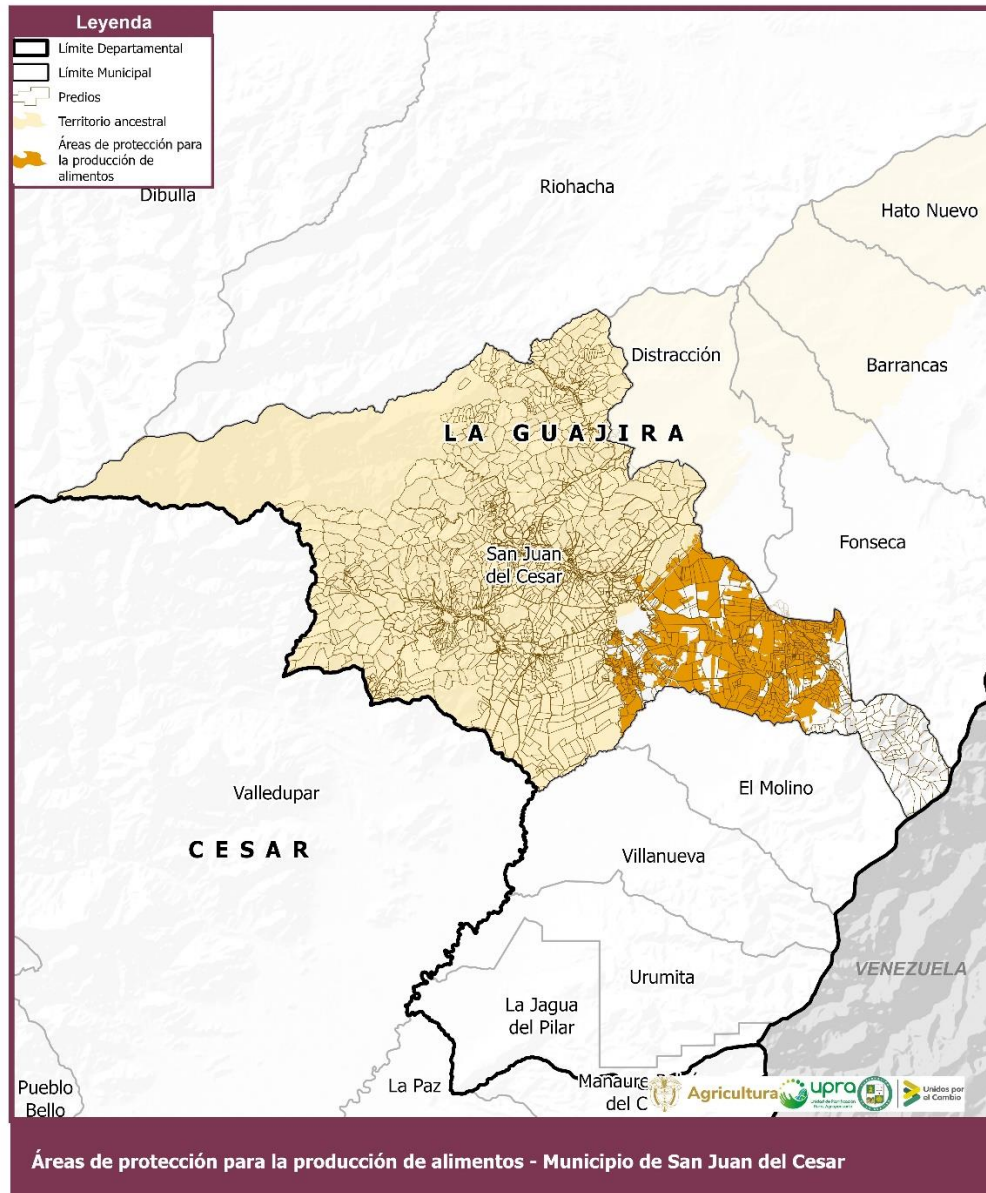 Leyenda
Límite Departamental
Límite Municipal
Predios
Territorio ancestral
Áreas de protección para
la producción de
alimentos
Dibulla
Riohacha
Hato Nuevo
Distracción
Barrancas
LA GUAJIRA
Fonseca
San Juan
del Cesar
El Molino
Valledupar
CESAR
Villanueva
VENEZUELA
Urumita
La Jagua
del Pilar
Pueblo
Bello
La Paz
Manaure
del C
Agricultura
upra
Unidos por
el Cambio
Áreas de protección para la producción de alimentos - Municipio de San Juan del Cesar